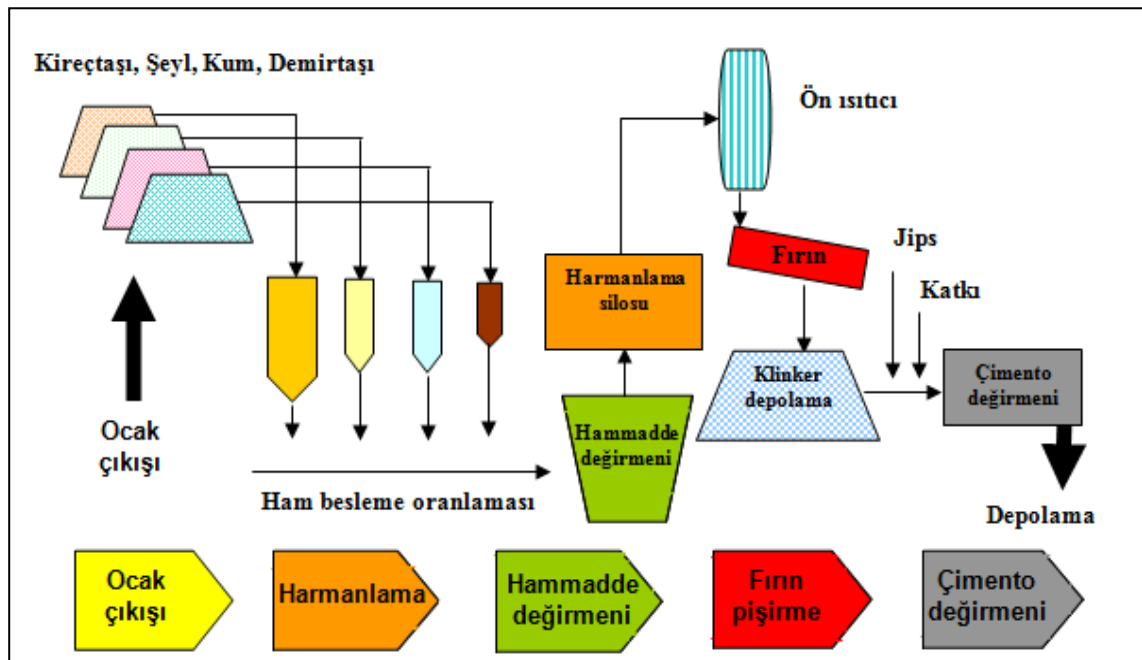 Kireçtaşı, Şeyl, Kum, Demirtaşı
Ön ısıtıcı
Fırın
Jips
Katkı
Harmanlama
silosu
Klinker
depolama
Çimento
değirmeni
Ocak
çıkışı
Hammadde
değirmeni
Ham besleme oranlaması
Depolama
Ocak
çıkışı
Harmanlama
Hammadde
değirmeni
Fırın
pişirme
Çimento
değirmeni